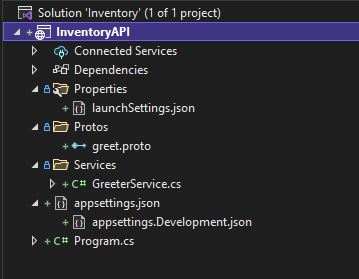 Solution 'Inventory' (1 of 1 project)
InventoryAPI
Connected Services
Dependencies
Properties
launchSettings.json
Protos
greet.proto
Services
C# GreeterService.cs
appsettings.json
appsettings.Development.json
C# Program.cs